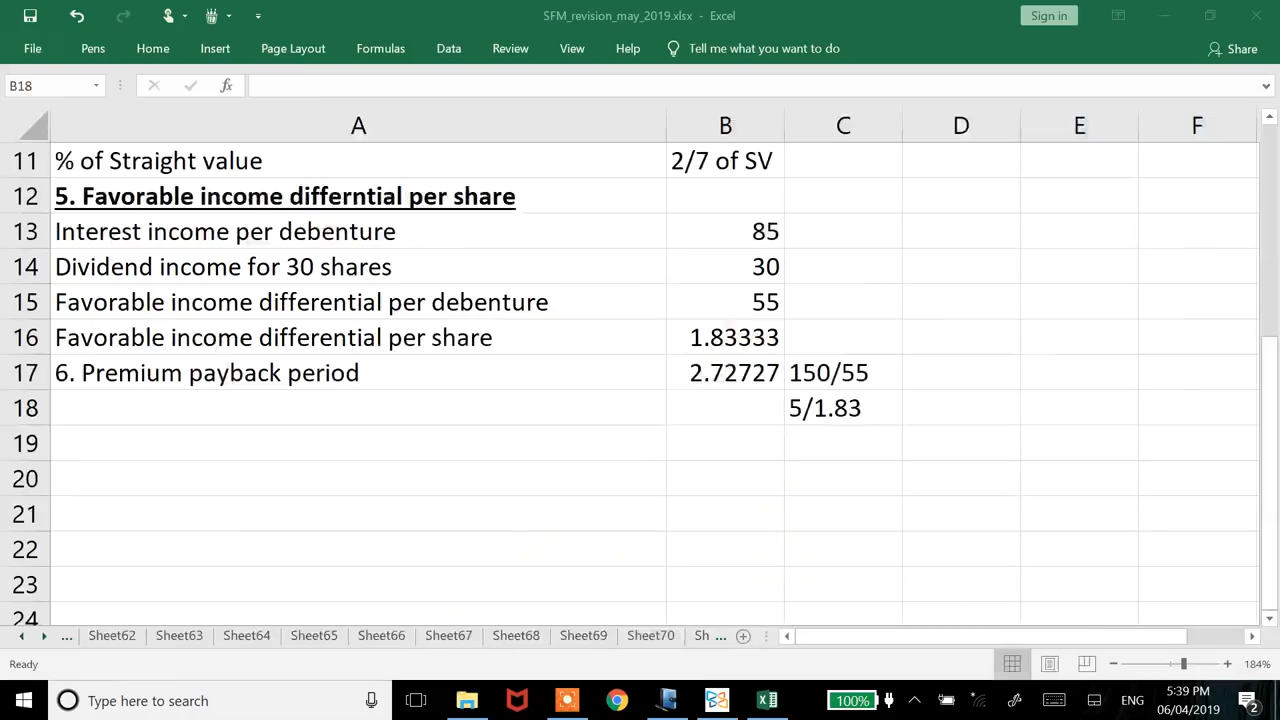 SFM_revision_may_2019.xlsx - Excel
Sign in
File Pens Home Insert Page Layout Formulas Data Review View Help Tell me what you want to do Share
B18 fx
A B C D E F
11 % of Straight value 2/7 of SV
12 5. Favorable income differntial per share
13 Interest income per debenture 85
14 Dividend income for 30 shares 30
15 Favorable income differential per debenture 55
16 Favorable income differential per share 1.83333
17 6. Premium payback period 2.72727 150/55
18 5/1.83
19
20
21
22
23
24
... Sheet62 Sheet63 Sheet64 Sheet65 Sheet66 Sheet67 Sheet68 Sheet69 Sheet70 Sh ...
Ready 184%
Type here to search 100% ENG 5:39 PM
06/04/2019 2